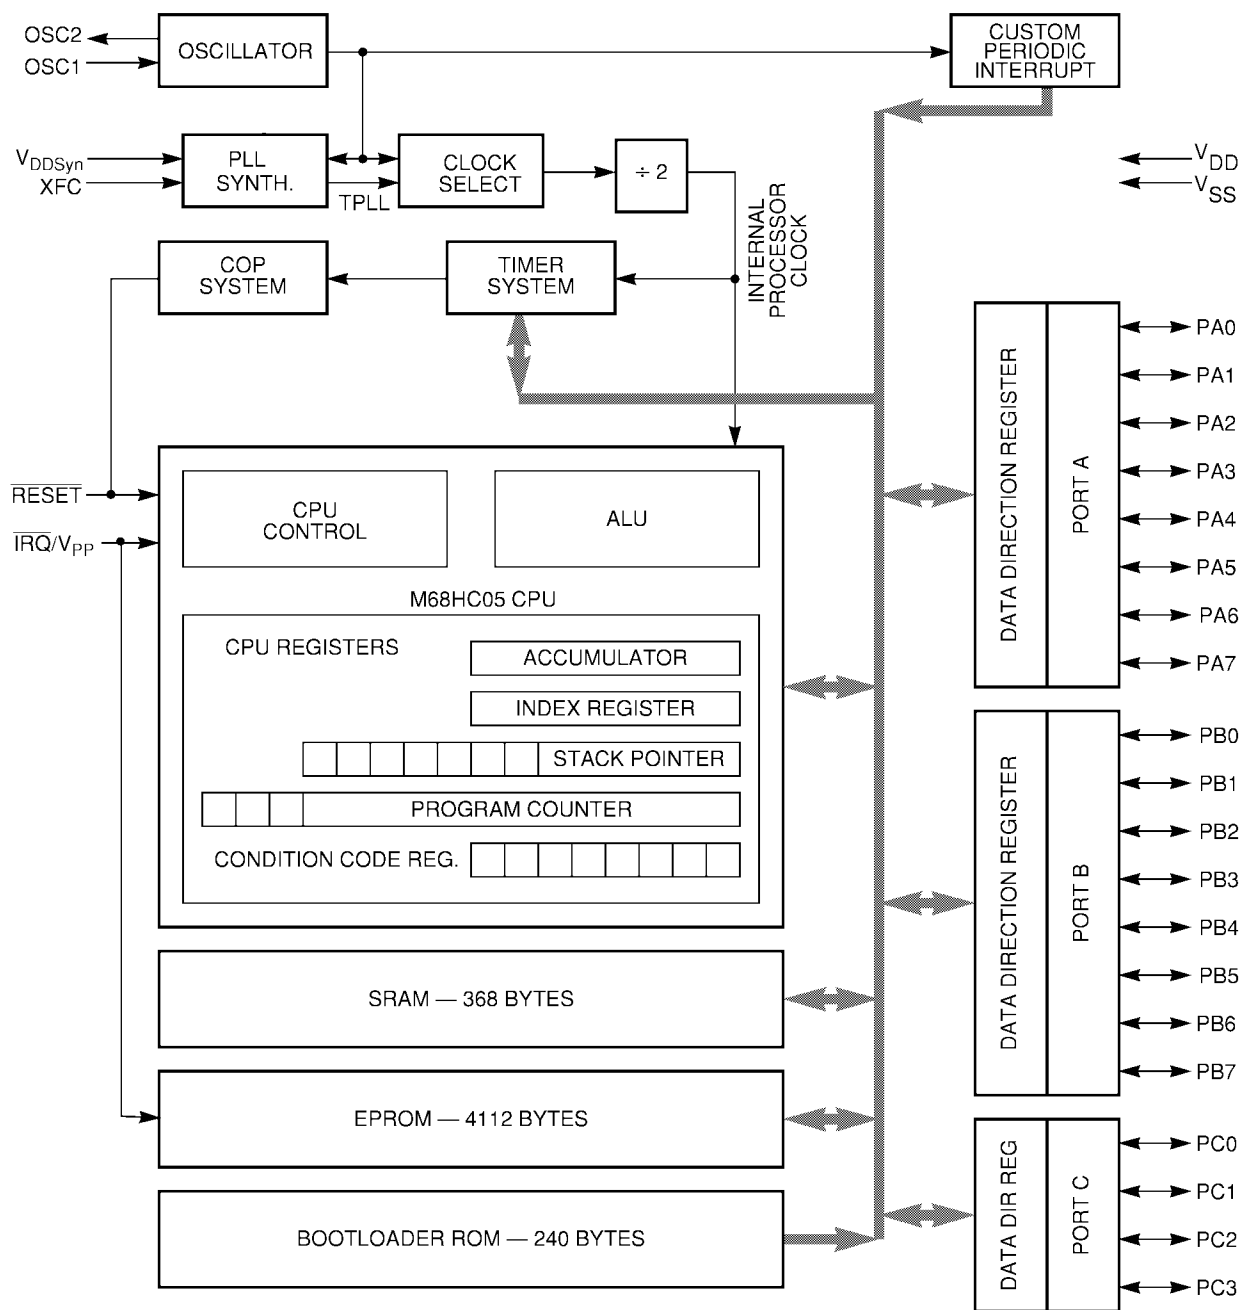 OSC2
OSC1
OSCILLATOR
CUSTOM
PERIODIC
INTERRUPT
VDDSyn
XFC
PLL
SYNTH.
TPLL
CLOCK
SELECT
÷ 2
VDD
VSS
COP
SYSTEM
TIMER
SYSTEM
INTERNAL
PROCESSOR
CLOCK
RESET
IRQ/VPP
CPU
CONTROL
ALU
M68HC05 CPU
CPU REGISTERS
ACCUMULATOR
INDEX REGISTER
STACK POINTER
PROGRAM COUNTER
CONDITION CODE REG.
SRAM — 368 BYTES
EPROM — 4112 BYTES
BOOTLOADER ROM — 240 BYTES
DATA DIRECTION REGISTER
PORT A
PA0
PA1
PA2
PA3
PA4
PA5
PA6
PA7
DATA DIRECTION REGISTER
PORT B
PB0
PB1
PB2
PB3
PB4
PB5
PB6
PB7
DATA DIR REG
PORT C
PC0
PC1
PC2
PC3